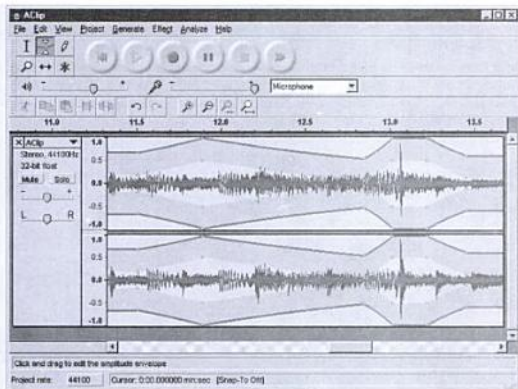 AClip
File Edit View Project Generate Effect Analyze Help
Microphone
11.0 11.5 12.0 12.5 13.0 13.5
X AClip
Stereo, 44100Hz
32-bit float
Mute Solo
- +
L R
1.0
0.5
0.0
-0.5
-1.0
1.0
0.5
0.0
-0.5
-1.0
Click and drag to edit the amplitude envelope
Project rate: 44100 Cursor: 0:00.000000 min:sec [Snap-To Off]